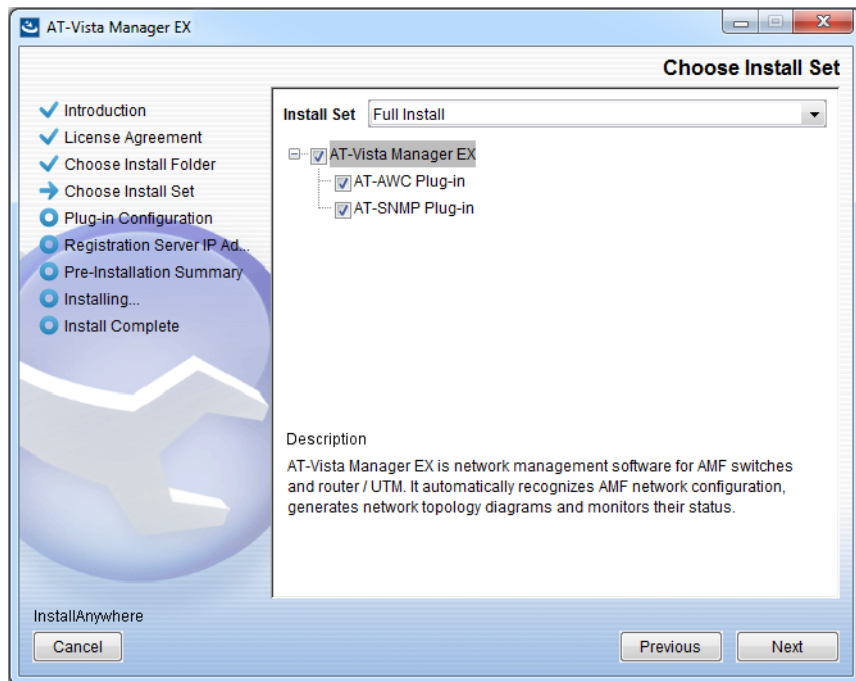 AT-Vista Manager EX
Choose Install Set
Introduction
License Agreement
Choose Install Folder
Choose Install Set
Plug-in Configuration
Registration Server IP Ad...
Pre-Installation Summary
Installing...
Install Complete
Install Set Full Install
AT-Vista Manager EX
AT-AWC Plug-in
AT-SNMP Plug-in
Description
AT-Vista Manager EX is network management software for AMF switches
and router / UTM. It automatically recognizes AMF network configuration,
generates network topology diagrams and monitors their status.
InstallAnywhere
Cancel Previous Next